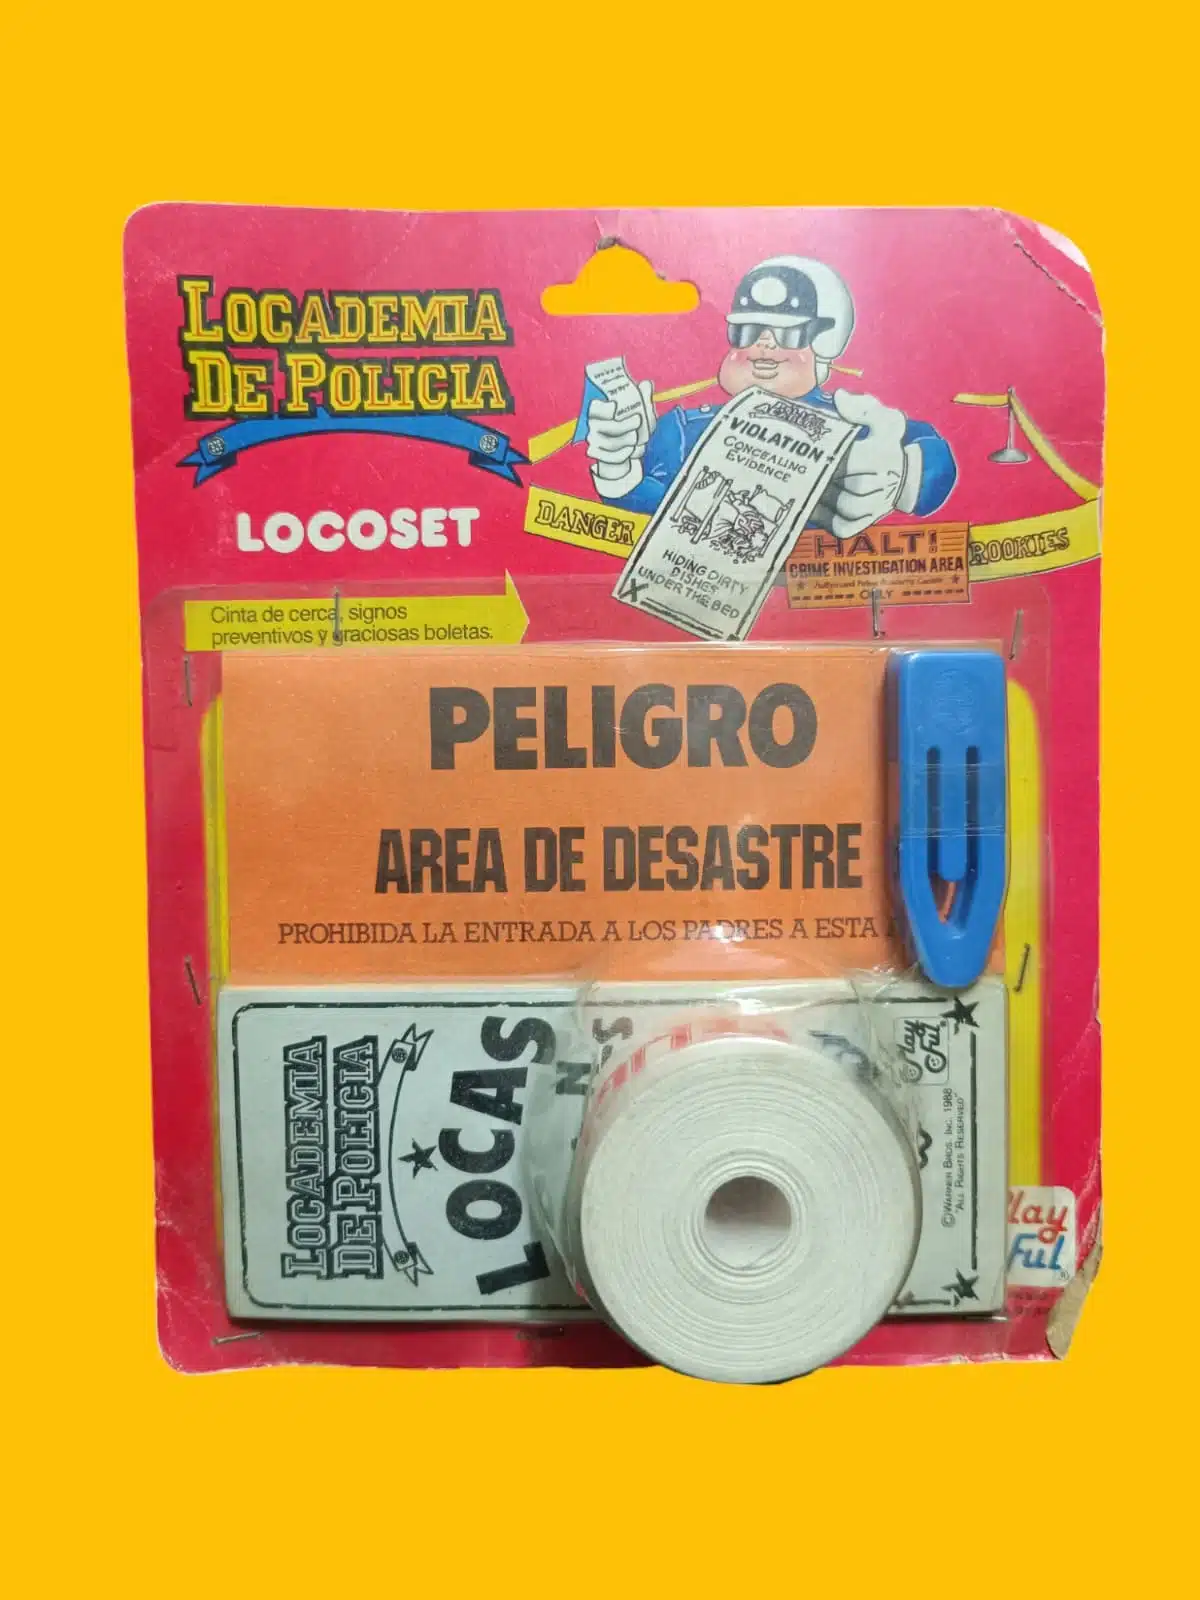 LOCADEMIA
DE POLICIA
LOCOSET
Cinta de cerca, signos
preventivos y graciosas boletas.
VIOLATION
CONCEALING
EVIDENCE
HIDING DIRTY
DISHES
UNDER THE BED
DANGER
HALT!
CRIME INVESTIGATION AREA
ONLY
ROOKIES
PELIGRO
AREA DE DESASTRE
PROHIBIDA LA ENTRADA A LOS PADRES A ESTA
LOCADEMIA
DE POLICIA
LOCAS
Play
Ful
©WARNER BROS. INC. 1988
"ALL RIGHTS RESERVED"
Play
Ful